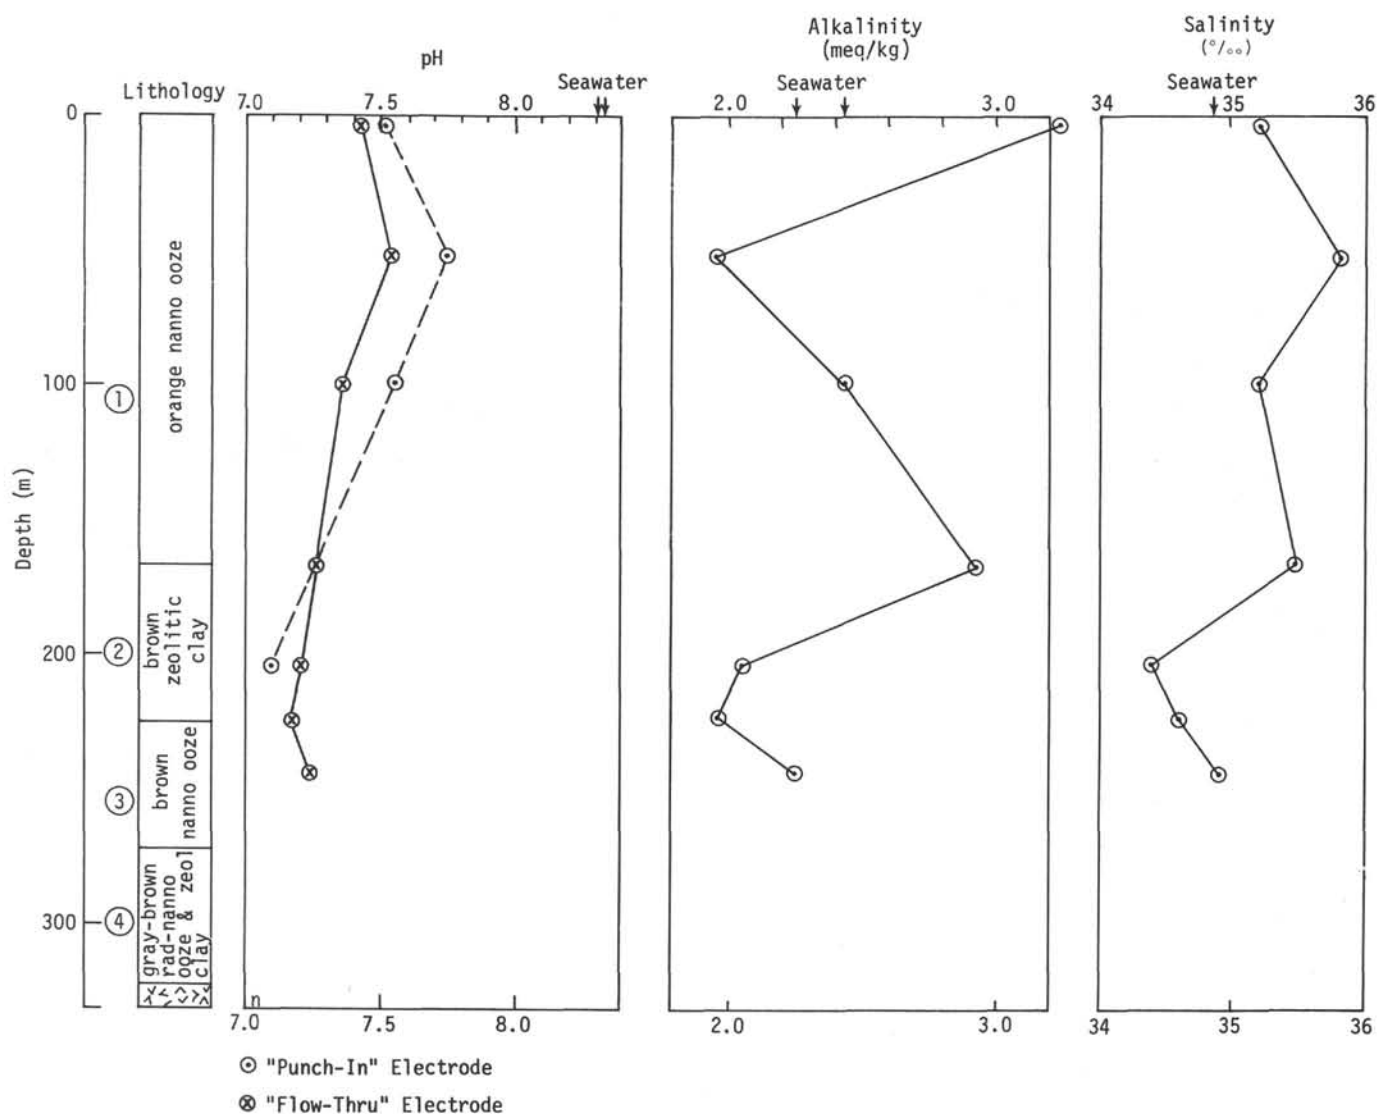 Alkalinity
(meq/kg)
Salinity
(°/oo)
pH
Lithology
Seawater
Seawater
Seawater
7.0
7.5
8.0
2.0
3.0
34
35
36
0
100
200
300
Depth (m)
1
2
3
4
orange nanno ooze
brown
zeolitic
clay
brown
nanno ooze
gray-brown
rad-nanno
ooze & zeol
clay
7.0
7.5
8.0
2.0
3.0
34
35
36
"Punch-In" Electrode
"Flow-Thru" Electrode